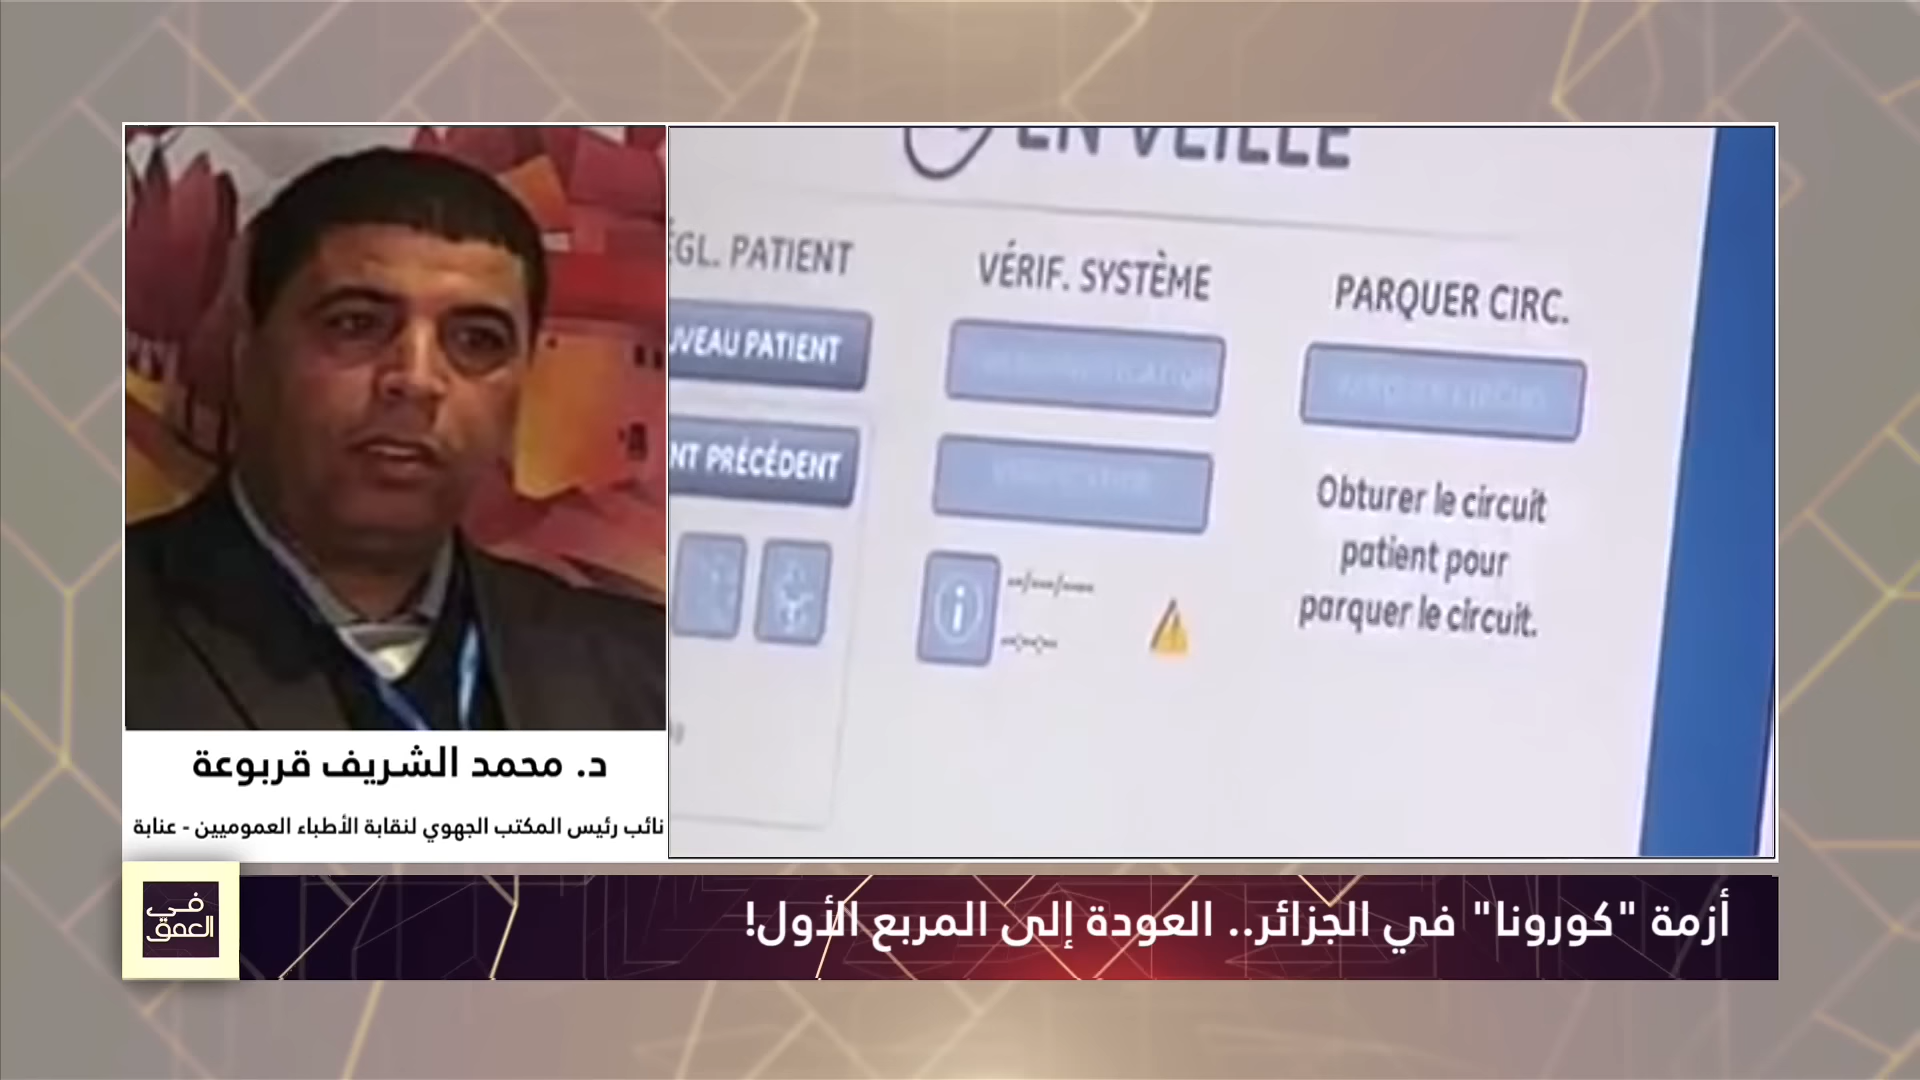 EN VEILLE
ÉGL. PATIENT
UVEAU PATIENT
NT PRÉCÉDENT
VÉRIF. SYSTÈME
PARQUER CIRC.
Obturer le circuit
patient pour
parquer le circuit.
د. محمد الشريف قربوعة
نائب رئيس المكتب الجهوي لنقابة الأطباء العموميين - عنابة
أزمة "كورونا" في الجزائر.. العودة إلى المربع الأول!
في
العمق